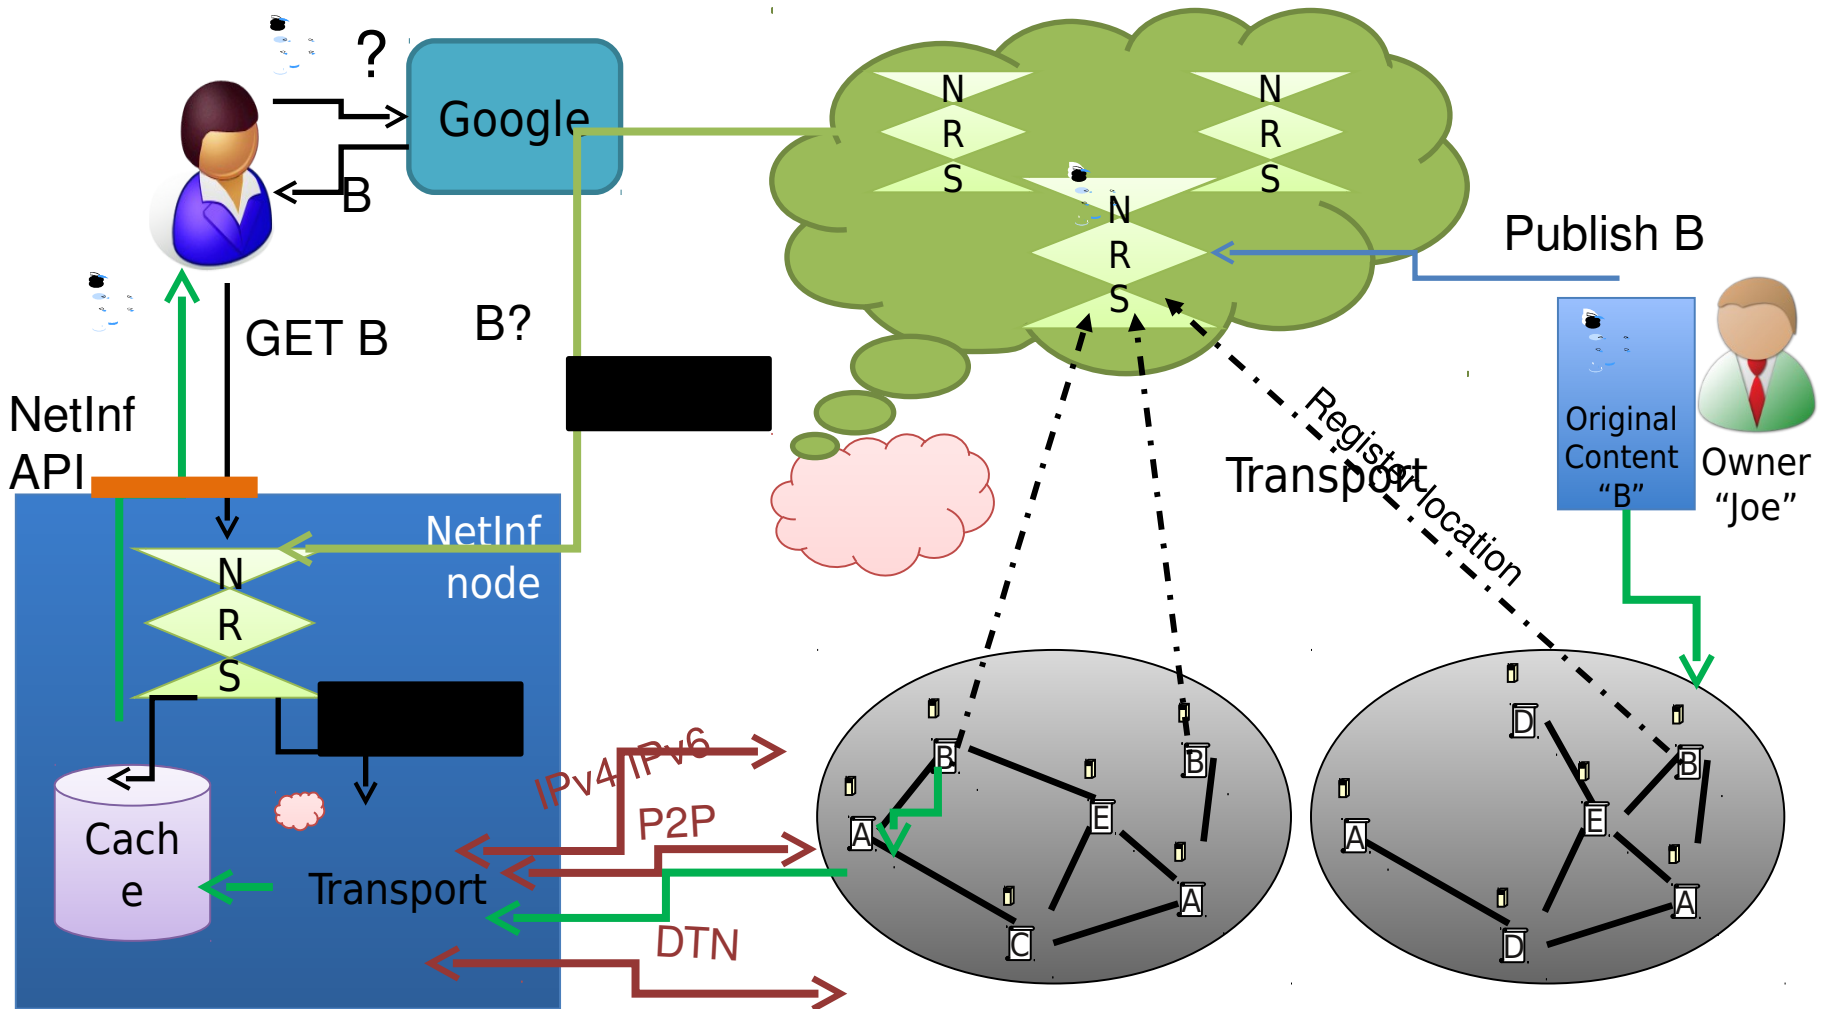 ?
Google
B
GET B
B?
NetInf
API
NetInf
node
N
R
S
Cach
e
Transport
IPv4/IPv6
P2P
DTN
N
R
S
N
R
S
N
R
S
Publish B
Original
Content
“B”
Owner
“Joe”
Transport
Register location
B
A
E
B
A
C
D
A
E
B
A
D